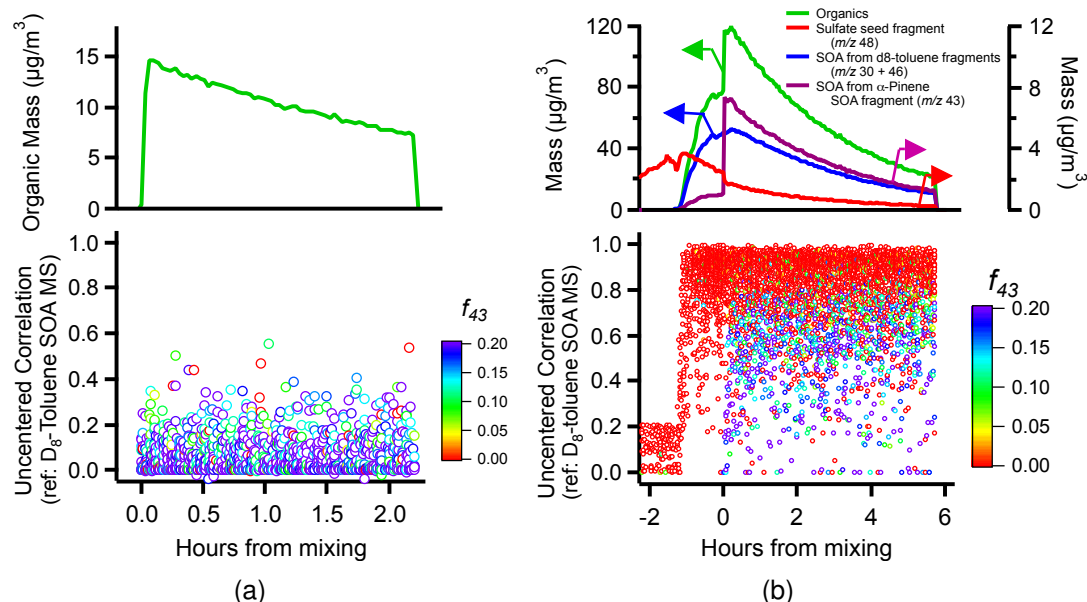 Organic Mass (µg/m³)
15
10
5
0
Uncentered Correlation
(ref. D₈-Toluene SOA MS)
1.0
0.8
0.6
0.4
0.2
0.0
0.0 0.5 1.0 1.5 2.0
Hours from mixing
f₄₃
0.20
0.15
0.10
0.05
0.00
(a)
Mass (µg/m³)
120
80
40
0
Organics
Sulfate seed fragment
(m/z 48)
SOA from d8-toluene fragments
(m/z 30 + 46)
SOA from α-Pinene
SOA fragment (m/z 43)
12
8
4
0
Mass (µg/m³)
Uncentered Correlation
(ref. D₈-toluene SOA MS)
1.0
0.8
0.6
0.4
0.2
0.0
-2 0 2 4 6
Hours from mixing
f₄₃
0.20
0.15
0.10
0.05
0.00
(b)